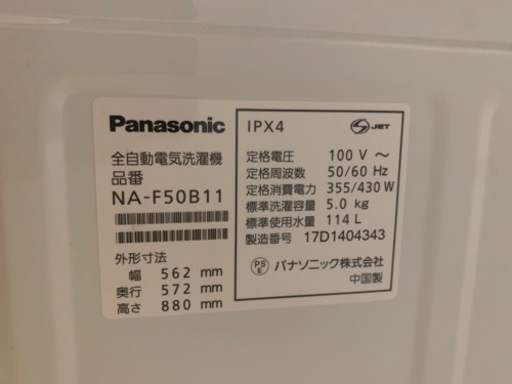 Panasonic
全自動電気洗濯機
品番
NA-F50B11
外形寸法
幅 562 mm
奥行 572 mm
高さ 880 mm
IPX4
S JET
定格電圧 100 V ～
定格周波数 50/60 Hz
定格消費電力 355/430 W
標準洗濯容量 5.0 kg
標準使用水量 114 L
製造番号 17D1404343
PS E パナソニック株式会社
中国製